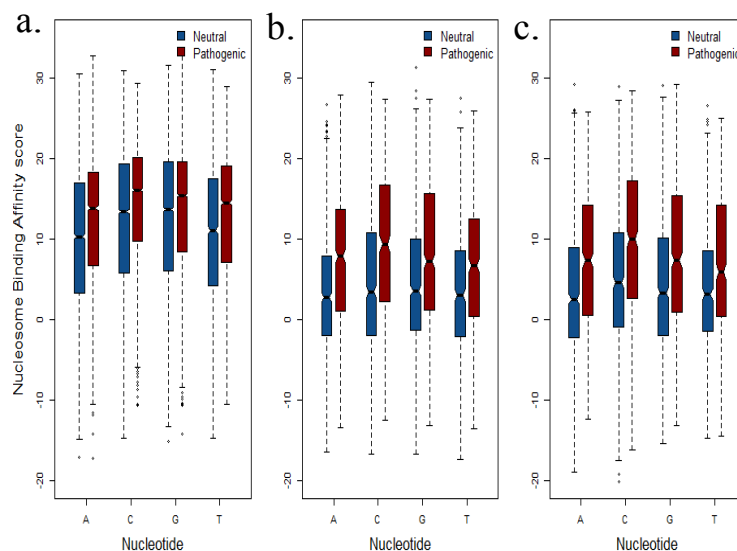 a.
Neutral
Pathogenic
b.
Neutral
Pathogenic
c.
Neutral
Pathogenic
Nucleosome Binding Affinity score
30
20
10
0
-10
-20
A C G T
Nucleotide
30
20
10
0
-10
-20
A C G T
Nucleotide
30
20
10
0
-10
-20
A C G T
Nucleotide